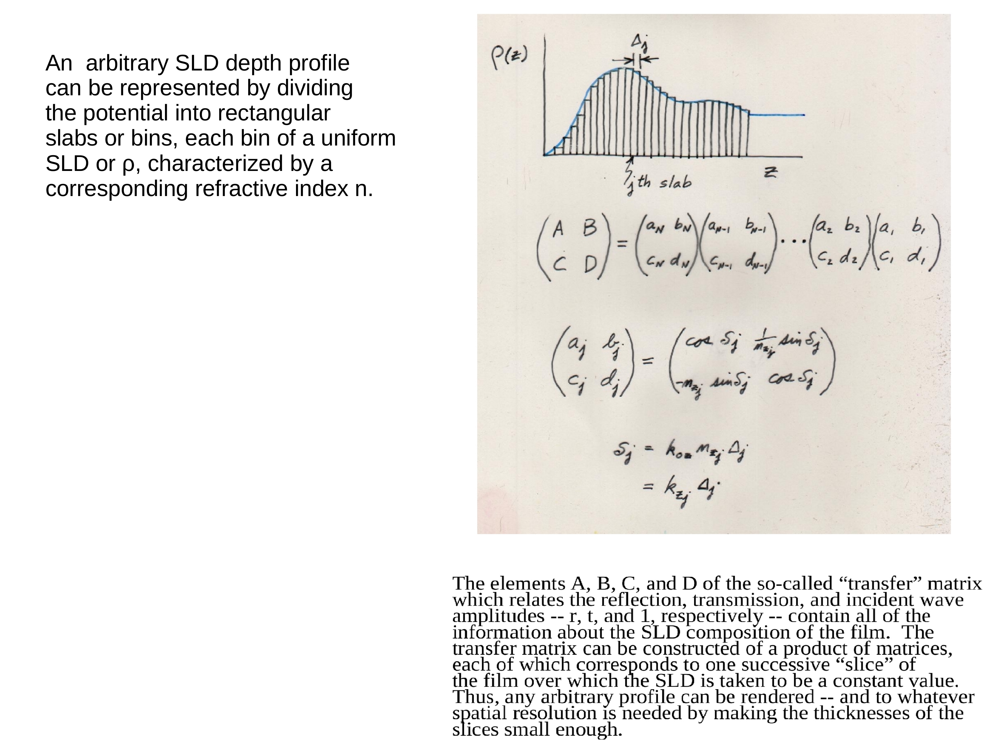 An  arbitrary SLD depth profile
can be represented by dividing
the potential into rectangular
slabs or bins, each bin of a uniform
SLD or ρ, characterized by a
corresponding refractive index n.
Δj
ρ(z)
z
jth slab
( A B ; C D ) = ( aN bN ; cN dN ) ( aN-1 bN-1 ; cN-1 dN-1 ) ... ( a2 b2 ; c2 d2 ) ( a1 b1 ; c1 d1 )
( aj bj ; cj dj ) = ( cos δj 1/nzj sin δj ; -nzj sin δj cos δj )
δj = k0z nzj Δj
= kzj Δj
The elements A, B, C, and D of the so-called “transfer” matrix
which relates the reflection, transmission, and incident wave
amplitudes -- r, t, and 1, respectively -- contain all of the
information about the SLD composition of the film.  The
transfer matrix can be constructed of a product of matrices,
each of which corresponds to one successive “slice” of
the film over which the SLD is taken to be a constant value.
Thus, any arbitrary profile can be rendered -- and to whatever
spatial resolution is needed by making the thicknesses of the
slices small enough.